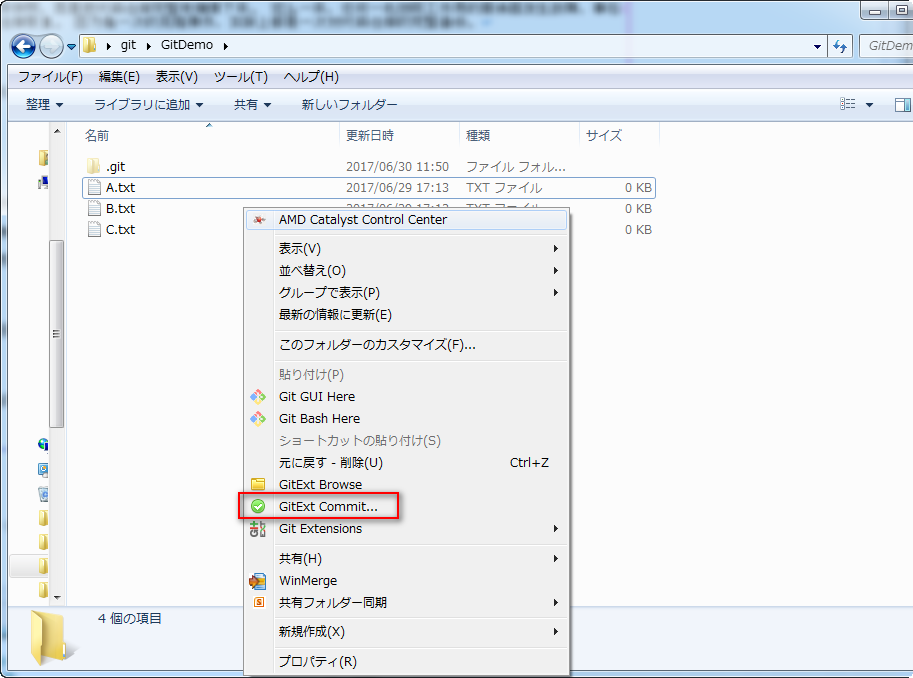 git GitDemo GitDem
ファイル(F) 編集(E) 表示(V) ツール(T) ヘルプ(H)
整理 ライブラリに追加 共有 新しいフォルダー
名前 更新日時 種類 サイズ
.git 2017/06/30 11:50 ファイル フォル...
A.txt 2017/06/29 17:13 TXT ファイル 0 KB
B.txt 2017/06/29 17:13 TXT ファイル 0 KB
C.txt 0 KB
AMD Catalyst Control Center
表示(V)
並べ替え(O)
グループで表示(P)
最新の情報に更新(E)
このフォルダーのカスタマイズ(F)...
貼り付け(P)
Git GUI Here
Git Bash Here
ショートカットの貼り付け(S)
元に戻す - 削除(U) Ctrl+Z
GitExt Browse
GitExt Commit...
Git Extensions
共有(H)
WinMerge
共有フォルダー同期
新規作成(X)
プロパティ(R)
4 個の項目